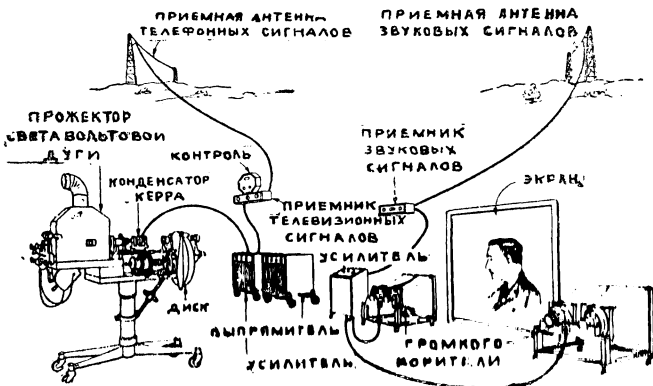 ПРИЕМНАЯ АНТЕННА
ТЕЛЕФОННЫХ СИГНАЛОВ
ПРИЕМНАЯ АНТЕННА
ЗВУКОВЫХ СИГНАЛОВ
ПРОЖЕКТОР
СВЕТА ВОЛЬТОВОЙ
ДУГИ
КОНТРОЛЬ
ПРИЕМНИК
ЗВУКОВЫХ
СИГНАЛОВ
КОНДЕНСАТОР
КЕРРА
ЭКРАН
ПРИЕМНИК
ТЕЛЕВИЗИОННЫХ
СИГНАЛОВ
УСИЛИТЕЛЬ
ДИСК
ВЫПРЯМИТЕЛЬ
УСИЛИТЕЛЬ
ГРОМКОГО-
ВОРИТЕЛИ